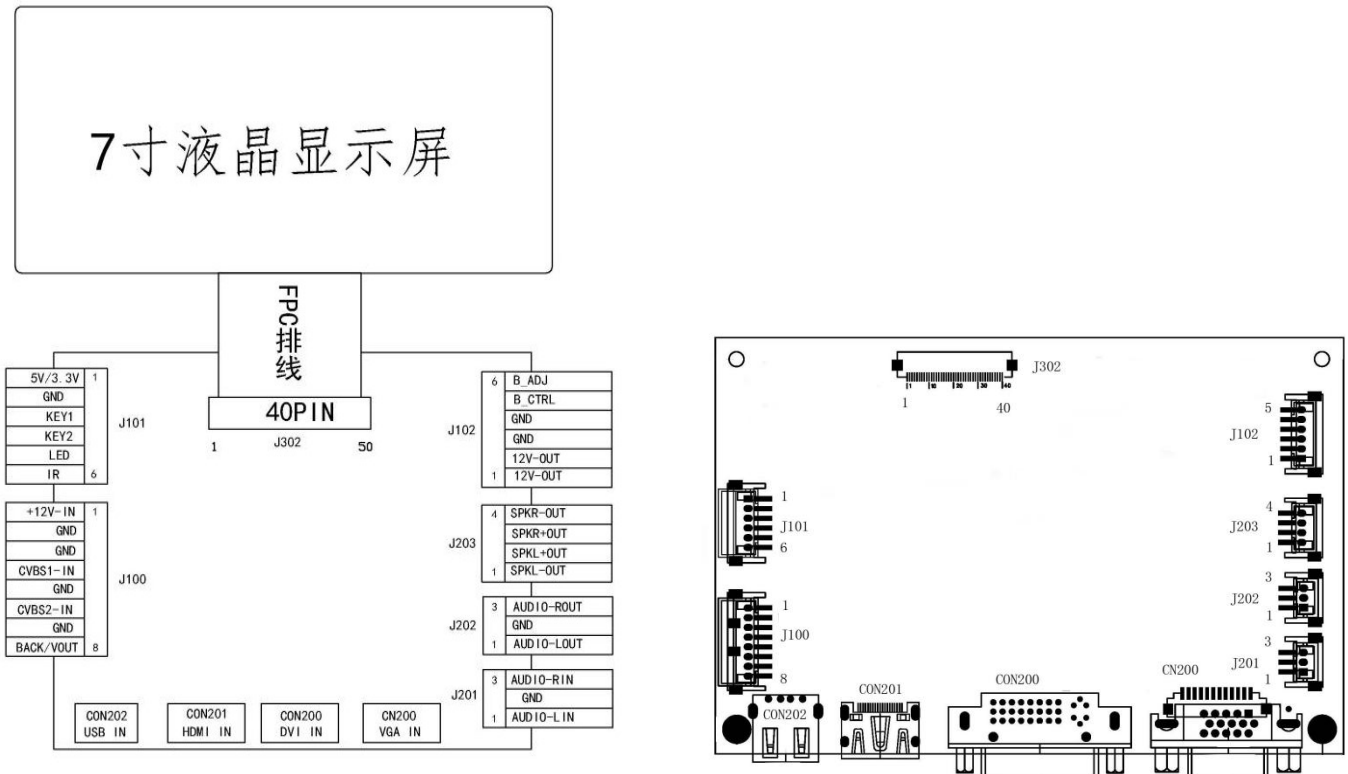 7寸液晶显示屏
FPC排线
40PIN
1
J302
50
5V/3.3V 1
GND
KEY1
KEY2
LED
IR 6
J101
+12V-IN 1
GND
GND
CVBS1-IN
GND
CVBS2-IN
GND
BACK/VOUT 8
J100
J102
6 B_ADJ
B_CTRL
GND
GND
12V-OUT
1 12V-OUT
J203
4 SPKR-OUT
SPKR+OUT
SPKL+OUT
1 SPKL-OUT
J202
3 AUDIO-ROUT
GND
1 AUDIO-LOUT
J201
3 AUDIO-RIN
GND
1 AUDIO-LIN
CON202
USB IN
CON201
HDMI IN
CON200
DVI IN
CN200
VGA IN
J302
1 10 20 30 40
1
40
5
J102
1
1
J101
6
4
J203
1
3
J202
1
1
J100
8
3
J201
1
CON202
CON201
CON200
CN200